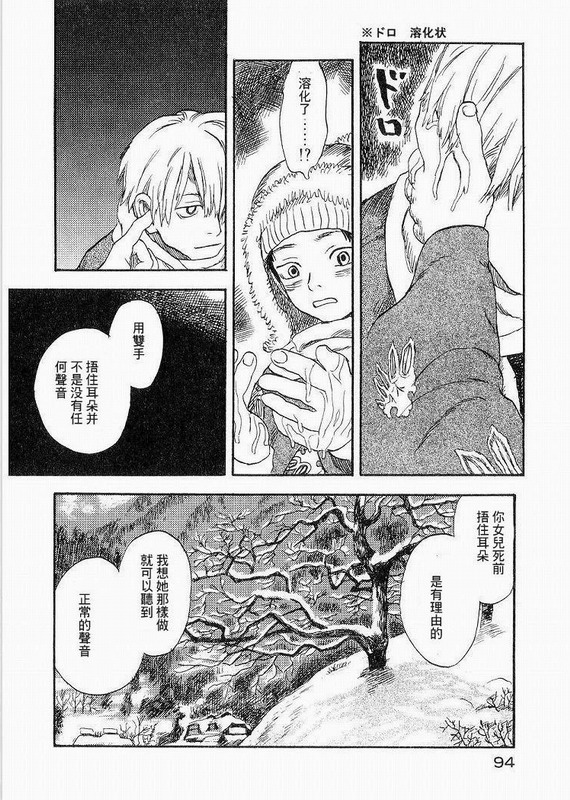 ※ドロ　溶化状
ドロ
溶化了……!?
用雙手
捂住耳朵并
不是没有任
何聲音
你女兒死前
捂住耳朵
是有理由的
我想她那樣做
就可以聽到
正常的聲音
94